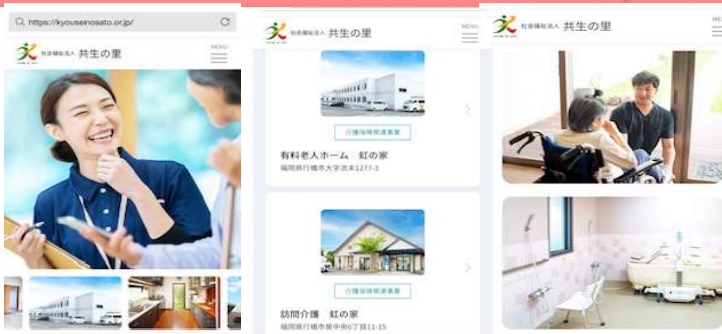 https://kyouseinosato.or.jp/
社会福祉法人 共生の里
MENU
社会福祉法人 共生の里
MENU
介護保険関連事業
有料老人ホーム 虹の家
福岡県行橋市大字流末1277-3
介護保険関連事業
訪問介護 虹の家
福岡県行橋市泉中央6丁目11-15
社会福祉法人 共生の里